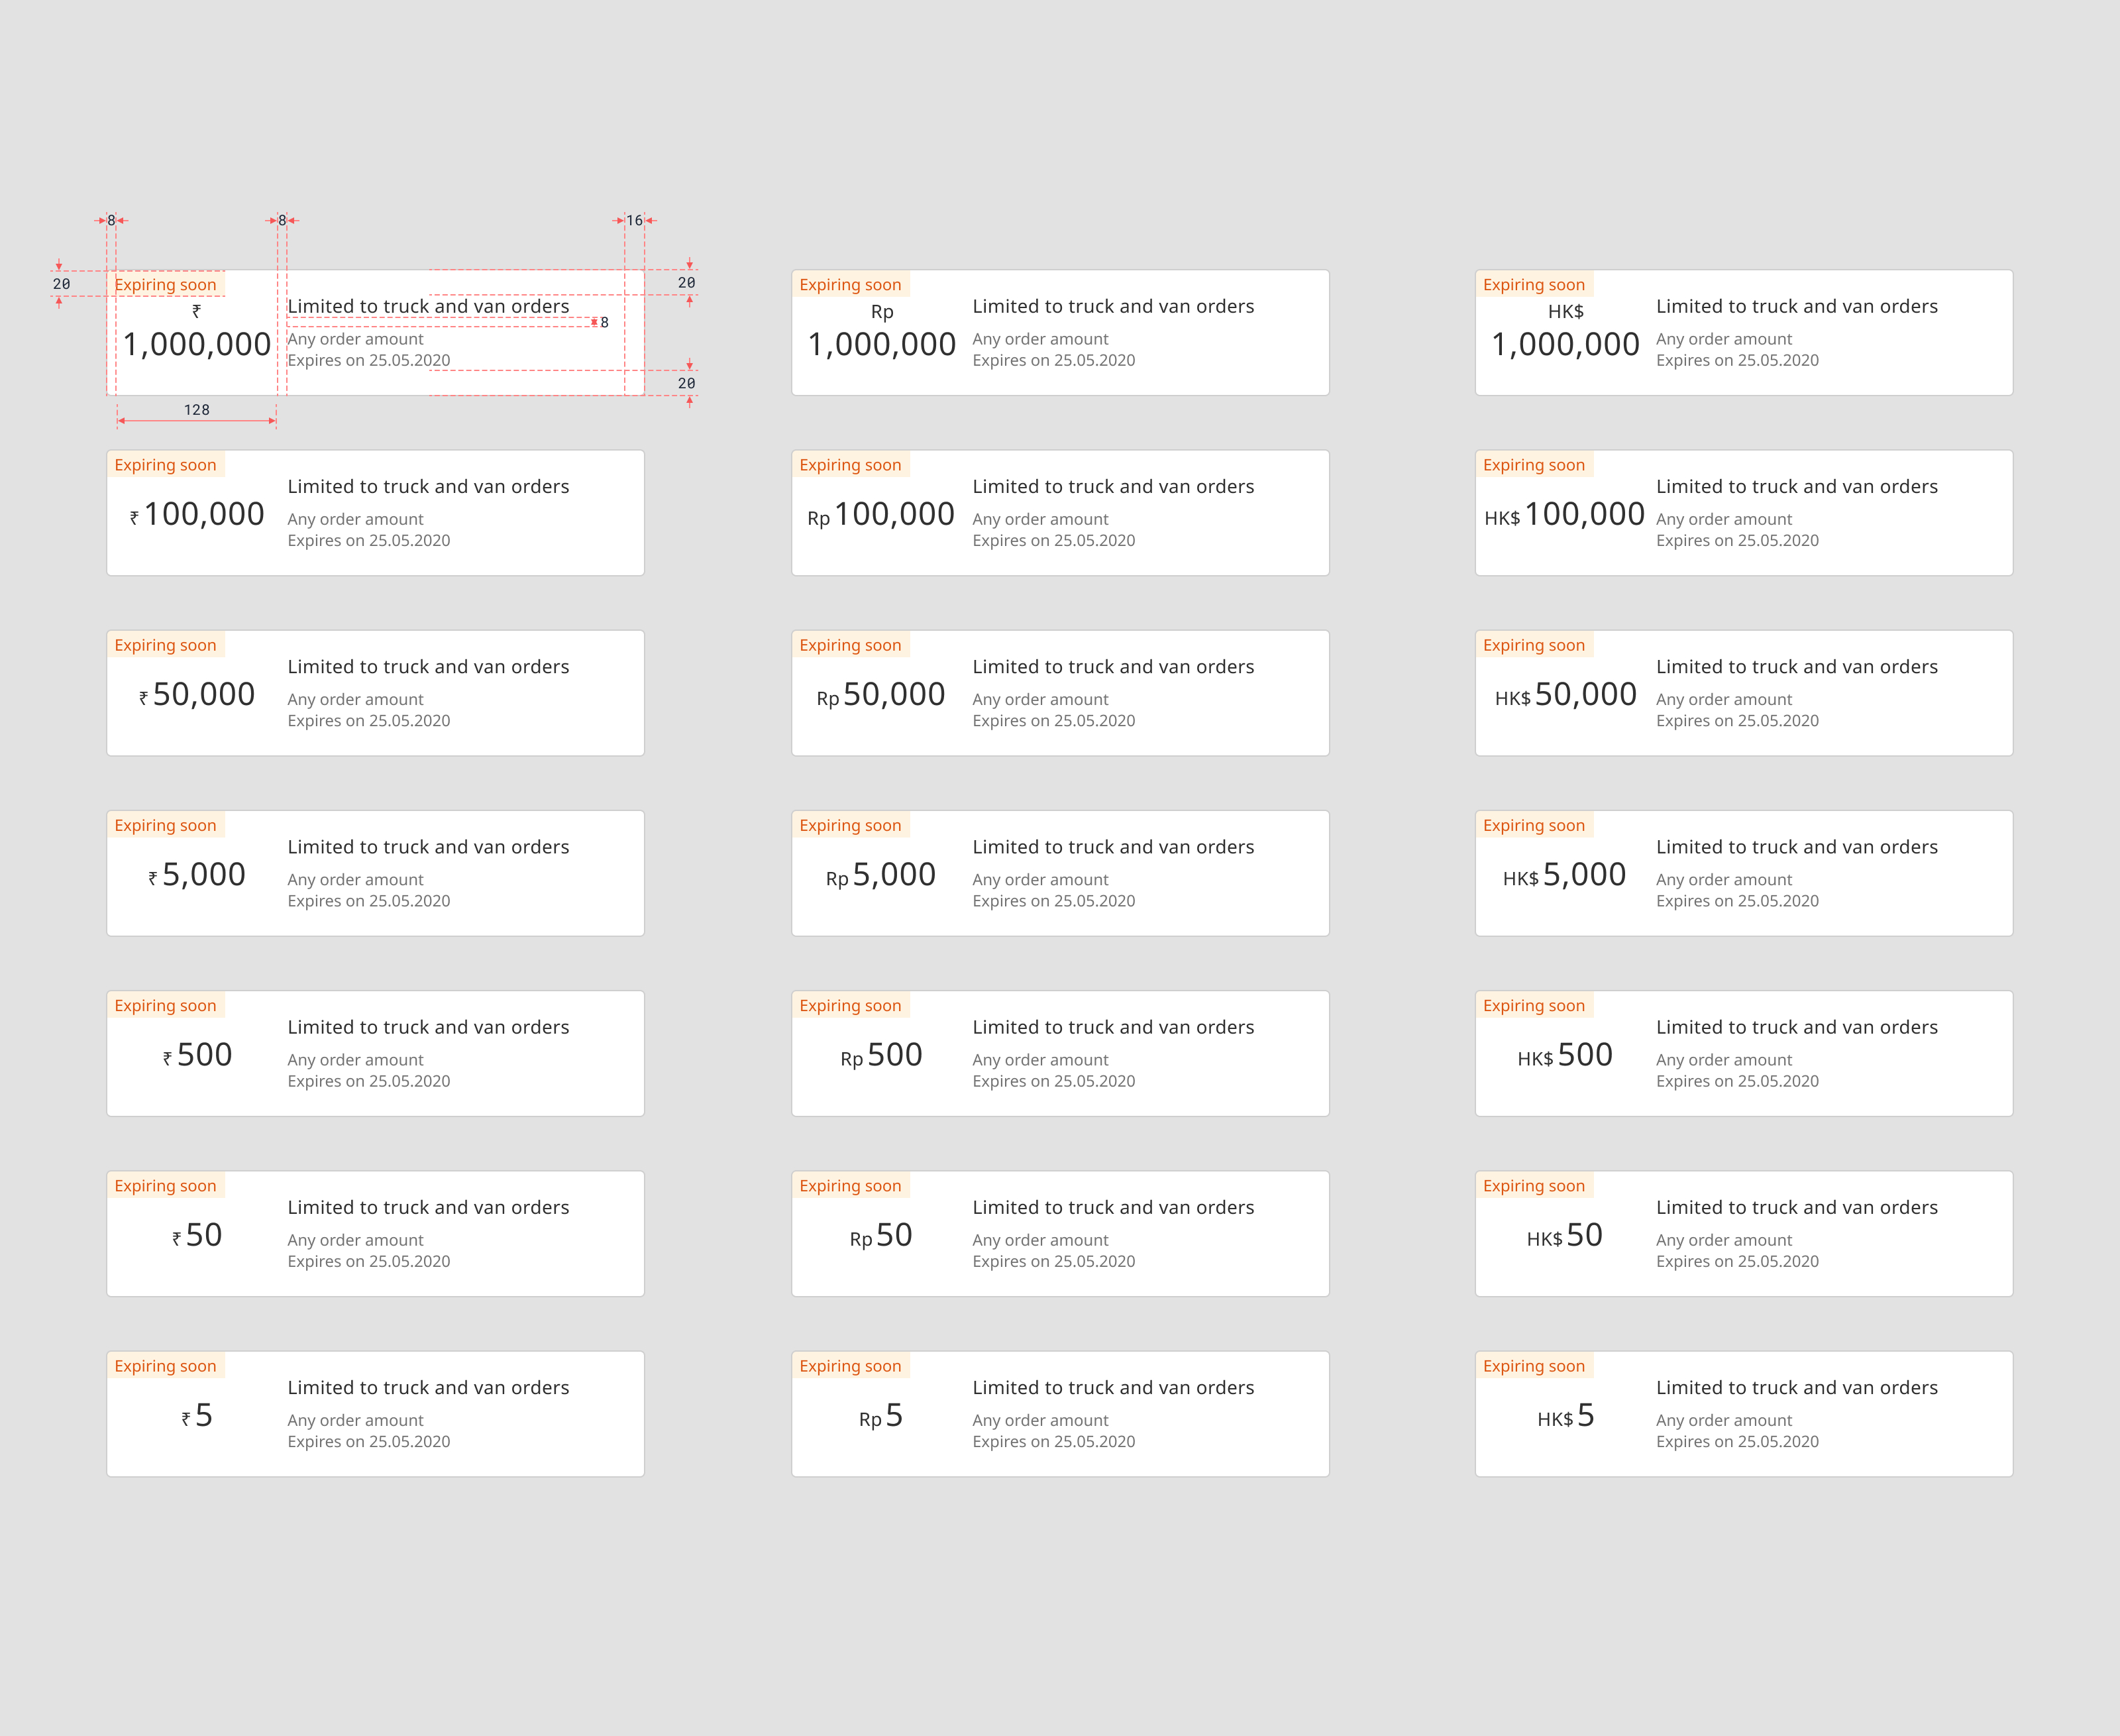 8
8
16
20
20
Expiring soon
₹
1,000,000
Limited to truck and van orders
8
Any order amount
Expires on 25.05.2020
20
128
Expiring soon
Rp
1,000,000
Limited to truck and van orders
Any order amount
Expires on 25.05.2020
Expiring soon
HK$
1,000,000
Limited to truck and van orders
Any order amount
Expires on 25.05.2020
Expiring soon
₹ 100,000
Limited to truck and van orders
Any order amount
Expires on 25.05.2020
Expiring soon
Rp 100,000
Limited to truck and van orders
Any order amount
Expires on 25.05.2020
Expiring soon
HK$ 100,000
Limited to truck and van orders
Any order amount
Expires on 25.05.2020
Expiring soon
₹ 50,000
Limited to truck and van orders
Any order amount
Expires on 25.05.2020
Expiring soon
Rp 50,000
Limited to truck and van orders
Any order amount
Expires on 25.05.2020
Expiring soon
HK$ 50,000
Limited to truck and van orders
Any order amount
Expires on 25.05.2020
Expiring soon
₹ 5,000
Limited to truck and van orders
Any order amount
Expires on 25.05.2020
Expiring soon
Rp 5,000
Limited to truck and van orders
Any order amount
Expires on 25.05.2020
Expiring soon
HK$ 5,000
Limited to truck and van orders
Any order amount
Expires on 25.05.2020
Expiring soon
₹ 500
Limited to truck and van orders
Any order amount
Expires on 25.05.2020
Expiring soon
Rp 500
Limited to truck and van orders
Any order amount
Expires on 25.05.2020
Expiring soon
HK$ 500
Limited to truck and van orders
Any order amount
Expires on 25.05.2020
Expiring soon
₹ 50
Limited to truck and van orders
Any order amount
Expires on 25.05.2020
Expiring soon
Rp 50
Limited to truck and van orders
Any order amount
Expires on 25.05.2020
Expiring soon
HK$ 50
Limited to truck and van orders
Any order amount
Expires on 25.05.2020
Expiring soon
₹ 5
Limited to truck and van orders
Any order amount
Expires on 25.05.2020
Expiring soon
Rp 5
Limited to truck and van orders
Any order amount
Expires on 25.05.2020
Expiring soon
HK$ 5
Limited to truck and van orders
Any order amount
Expires on 25.05.2020